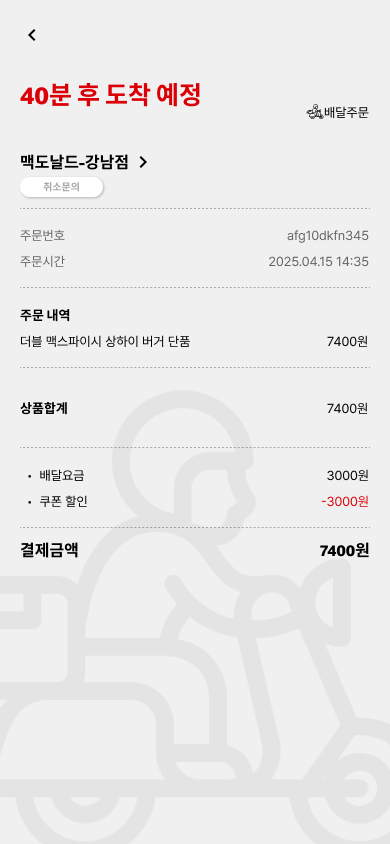 40분 후 도착 예정
배달주문
맥도날드-강남점
취소문의
주문번호 afg10dkfn345
주문시간 2025.04.15 14:35
주문 내역
더블 맥스파이시 상하이 버거 단품 7400원
상품합계 7400원
• 배달요금 3000원
• 쿠폰 할인 -3000원
결제금액 7400원